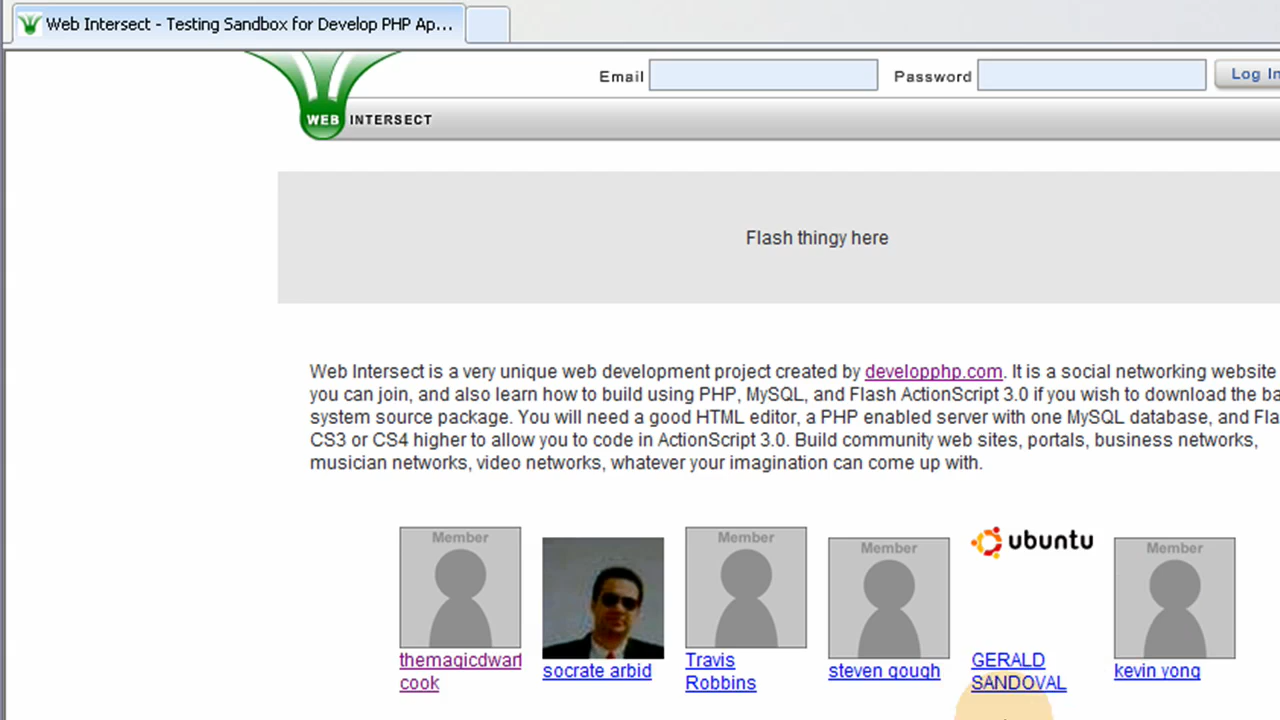 Web Intersect - Testing Sandbox for Develop PHP Ap...
Email
Password
Log In
WEB INTERSECT
Flash thingy here
Web Intersect is a very unique web development project created by developphp.com. It is a social networking website
you can join, and also learn how to build using PHP, MySQL, and Flash ActionScript 3.0 if you wish to download the ba
system source package. You will need a good HTML editor, a PHP enabled server with one MySQL database, and Fla
CS3 or CS4 higher to allow you to code in ActionScript 3.0. Build community web sites, portals, business networks,
musician networks, video networks, whatever your imagination can come up with.
Member
Member
Member
ubuntu
Member
themagicdwarf
cook
socrate arbid
Travis
Robbins
steven gough
GERALD
SANDOVAL
kevin yong